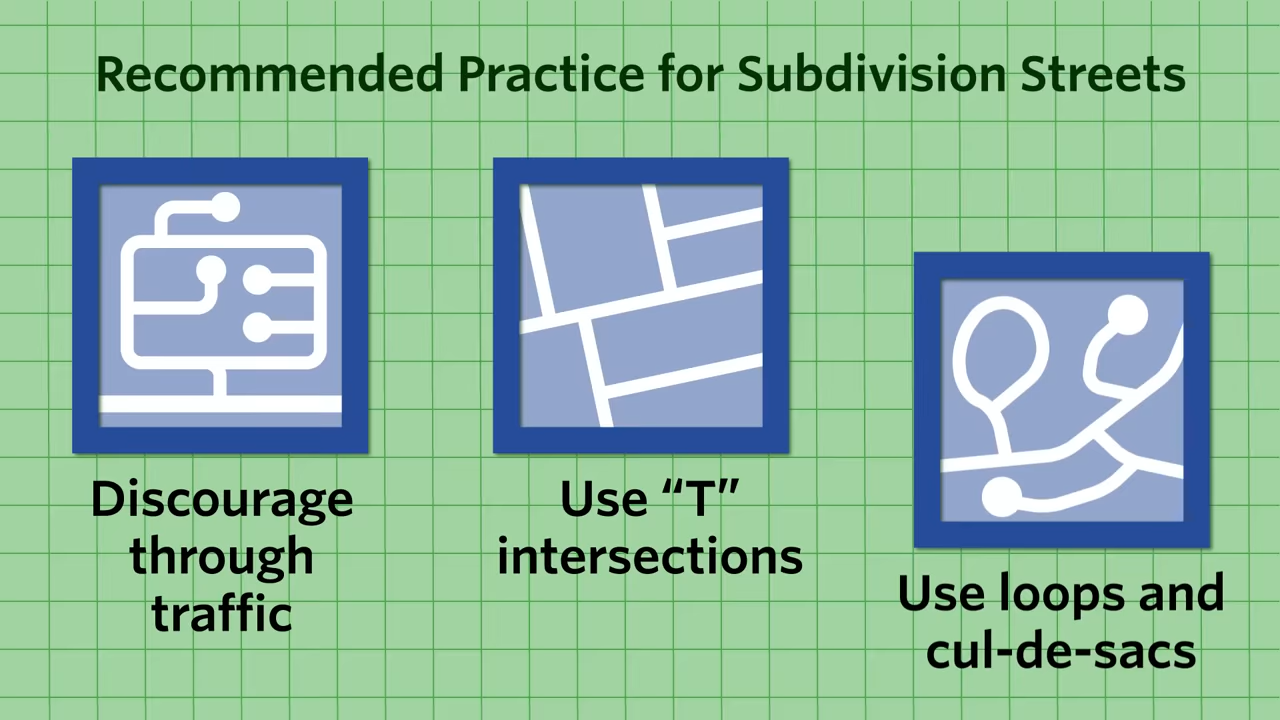 Recommended Practice for Subdivision Streets
Discourage
through
traffic
Use “T”
intersections
Use loops and
cul-de-sacs